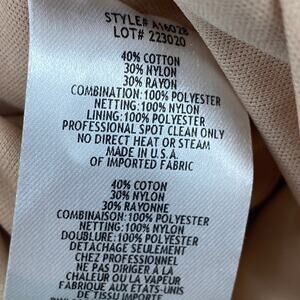 STYLE# A1602B
LOT# 223020
40% COTTON
30% NYLON
30% RAYON
COMBINATION: 100% POLYESTER
NETTING: 100% NYLON
LINING: 100% POLYESTER
PROFESSIONAL SPOT CLEAN ONLY
NO DIRECT HEAT OR STEAM
MADE IN U.S.A.
OF IMPORTED FABRIC
40% COTON
30% NYLON
30% RAYONNE
COMBINAISON: 100% POLYESTER
NETTING: 100% NYLON
DOUBLURE: 100% POLYESTER
DETACHAGE SEULEMENT
CHEZ PROFESSIONNEL
NE PAS DIRIGER A LA
CHALEUR OU LA VAPEUR
FABRIQUE AUX ETATS-UNIS
DE TISSU IMPORTE